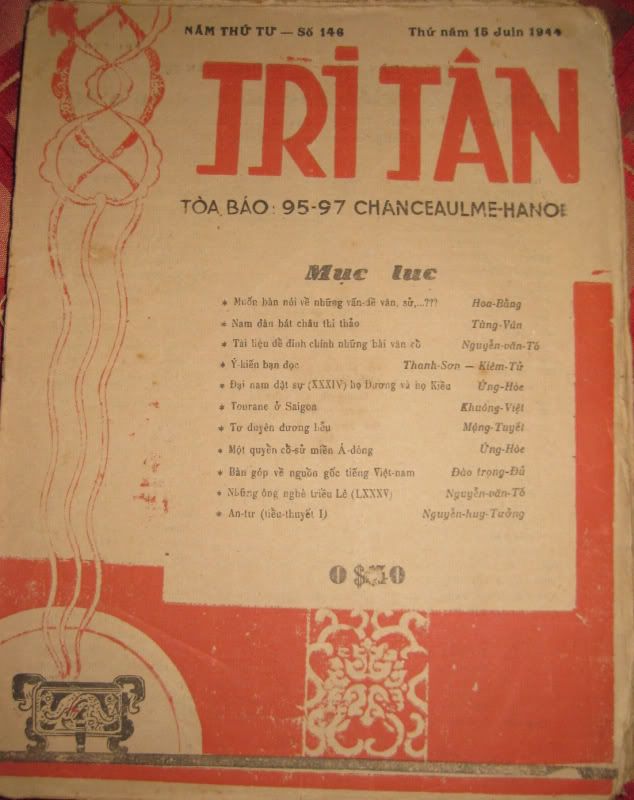 NĂM THỨ TƯ — Số 146 Thứ năm 15 Juin 1944
TRI TÂN
TÒA BÁO: 95-97 CHANCEAULME-HANOI
Mục lục
* Muốn bàn nói về những vấn-đề văn, sử,...??? Hoa-Bằng
* Nam đàn bát châu thi thảo Tùng-Vân
* Tài liệu để đính chính những bài văn cổ Nguyễn-văn-Tố
* Ý-kiến bạn đọc Thanh-Sơn — Kiêm-Tử
* Đại nam dật sự (XXXIV) họ Dương và họ Kiều Ứng-Hòe
* Tourane ở Saigon Khuông-Việt
* Tơ duyên đương Mộng-Tuyết
* Một quyển cổ-sử miền Á-đông Ứng-Hòe
* Bàn góp về nguồn gốc tiếng Việt-nam Đào trọng-Đủ
* Những ông nghè triều Lê (LXXXV) Nguyễn-văn-Tố
* An-tư (tiểu-thuyết I) Nguyễn-huy-Tưởng